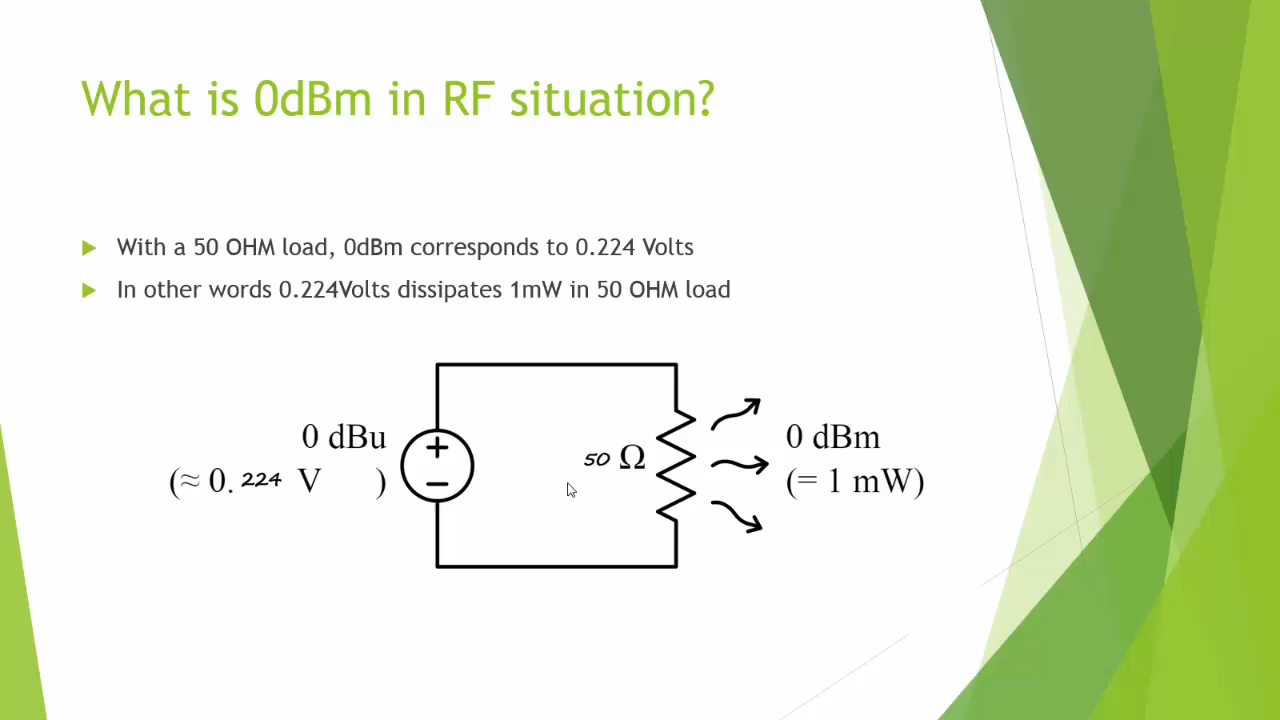 What is 0dBm in RF situation?
With a 50 OHM load, 0dBm corresponds to 0.224 Volts
In other words 0.224Volts dissipates 1mW in 50 OHM load
0 dBu
(≈ 0. 224 V )
+
−
50 Ω
0 dBm
(= 1 mW)